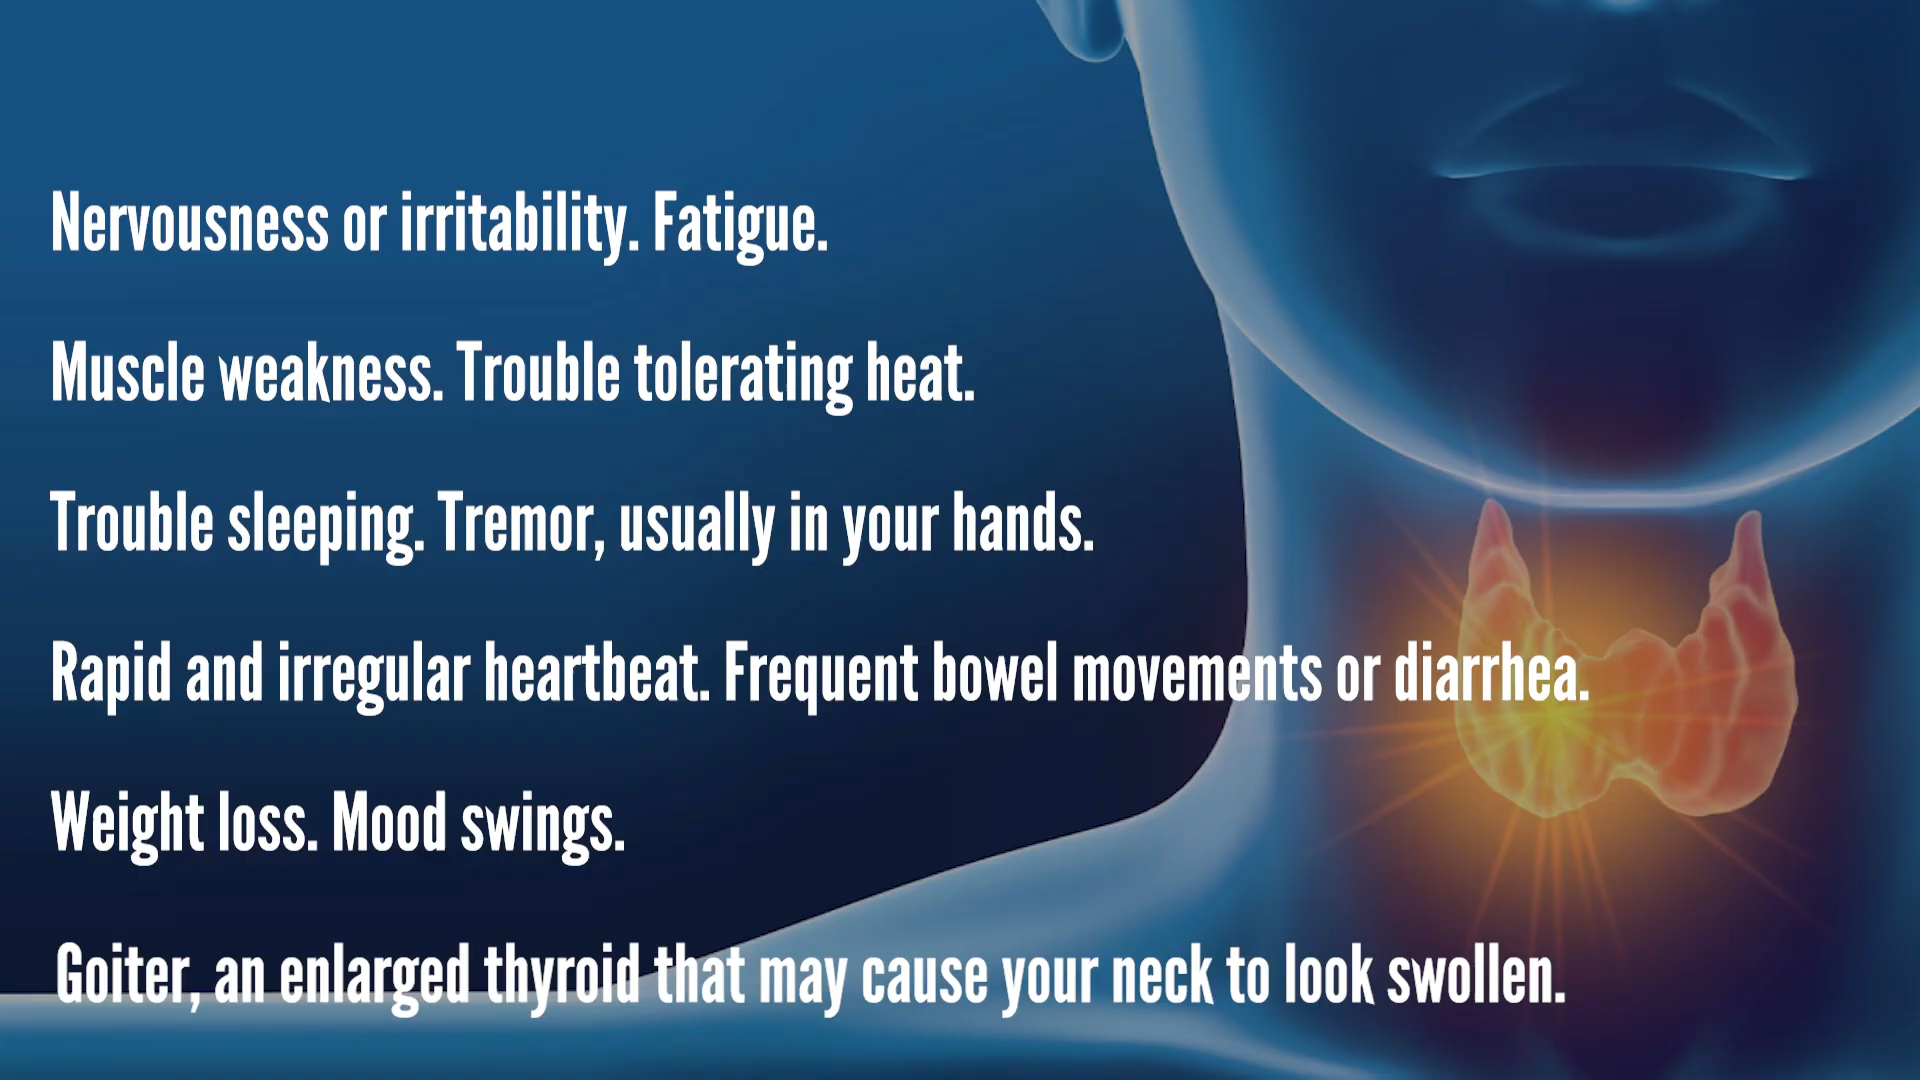 Nervousness or irritability. Fatigue.
Muscle weakness. Trouble tolerating heat.
Trouble sleeping. Tremor, usually in your hands.
Rapid and irregular heartbeat. Frequent bowel movements or diarrhea.
Weight loss. Mood swings.
Goiter, an enlarged thyroid that may cause your neck to look swollen.